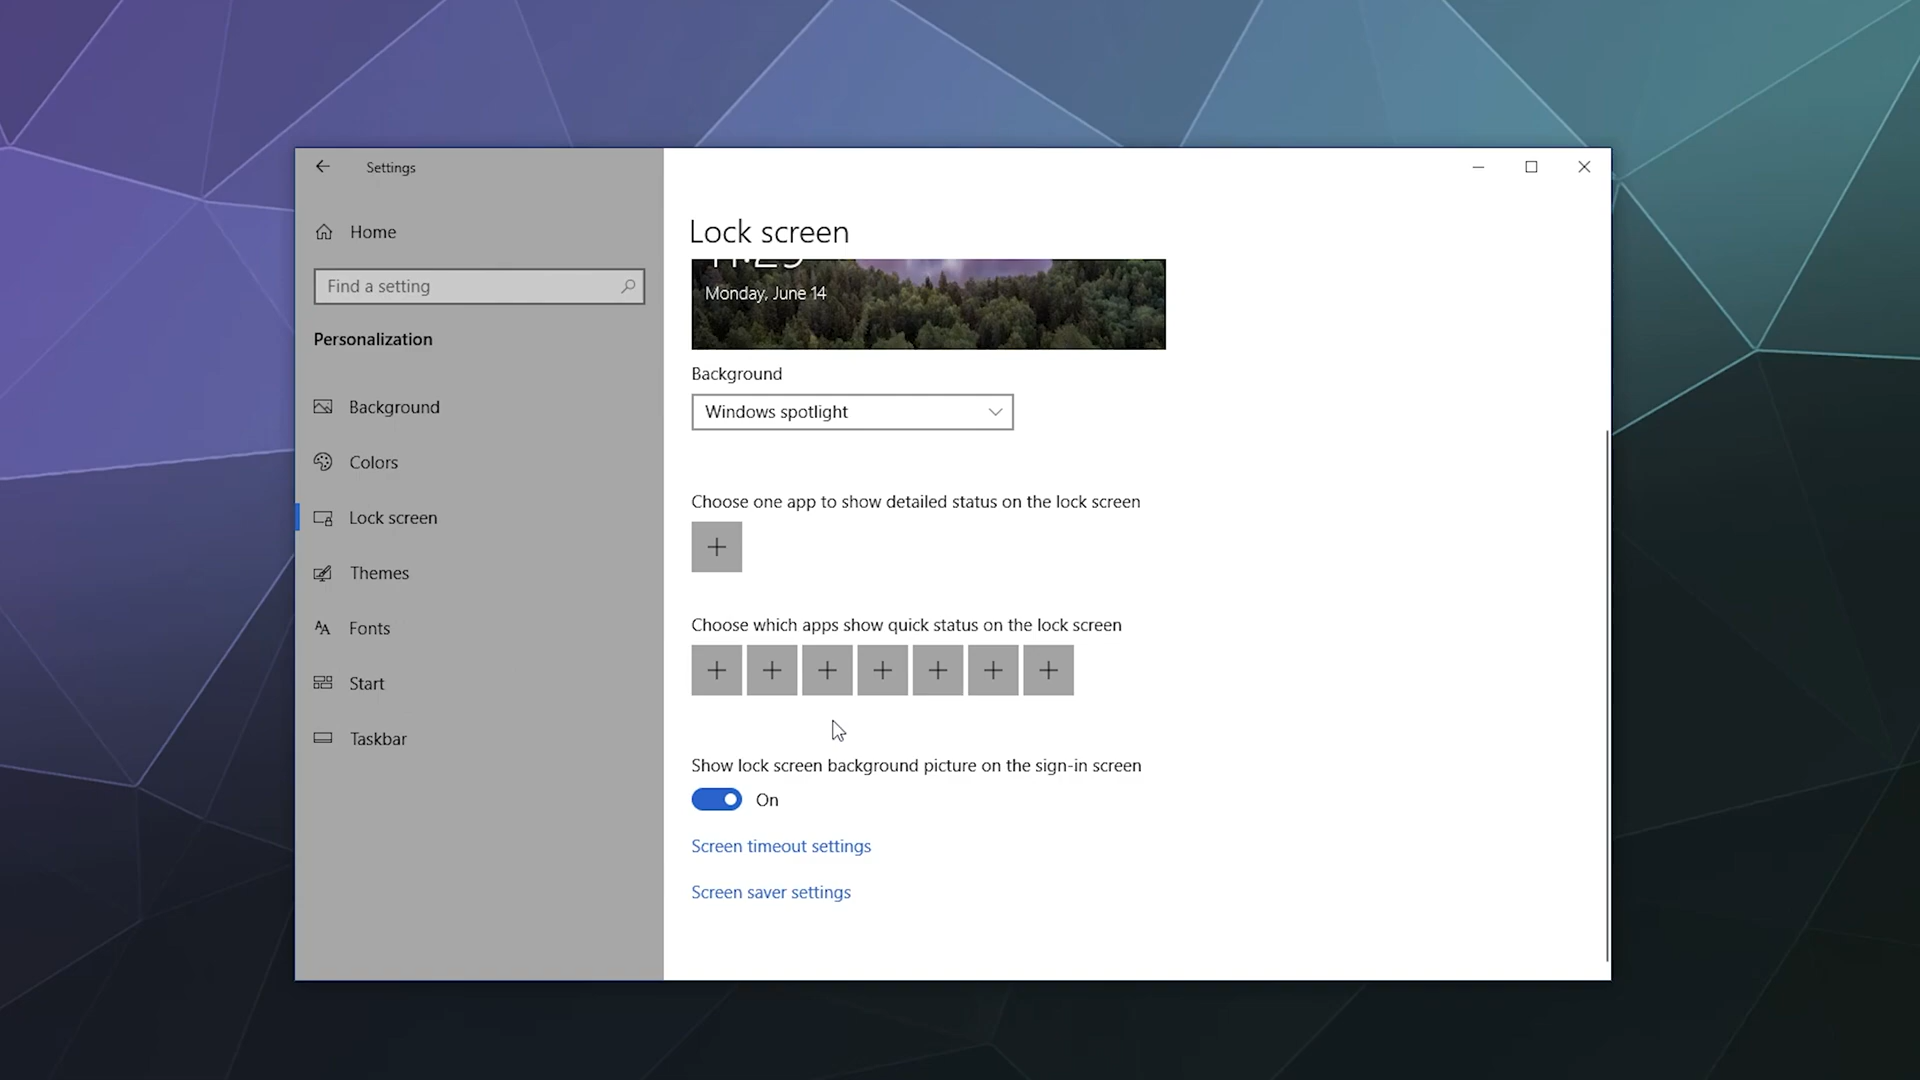 Settings
Home
Find a setting
Personalization
Background
Colors
Lock screen
Themes
Fonts
Start
Taskbar
Lock screen
Monday, June 14
Background
Windows spotlight
Choose one app to show detailed status on the lock screen
Choose which apps show quick status on the lock screen
Show lock screen background picture on the sign-in screen
On
Screen timeout settings
Screen saver settings